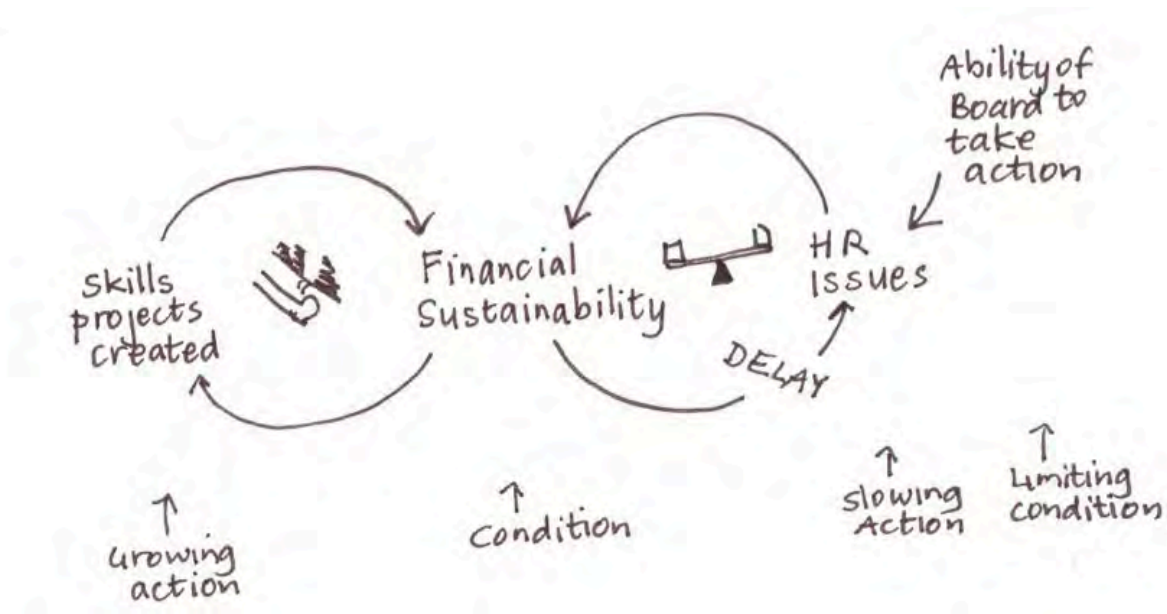 Ability of
Board to
take
action
Skills
projects
created
Financial
Sustainability
HR
ISSUES
DELAY
Growing
action
Condition
Slowing
Action
Limiting
condition